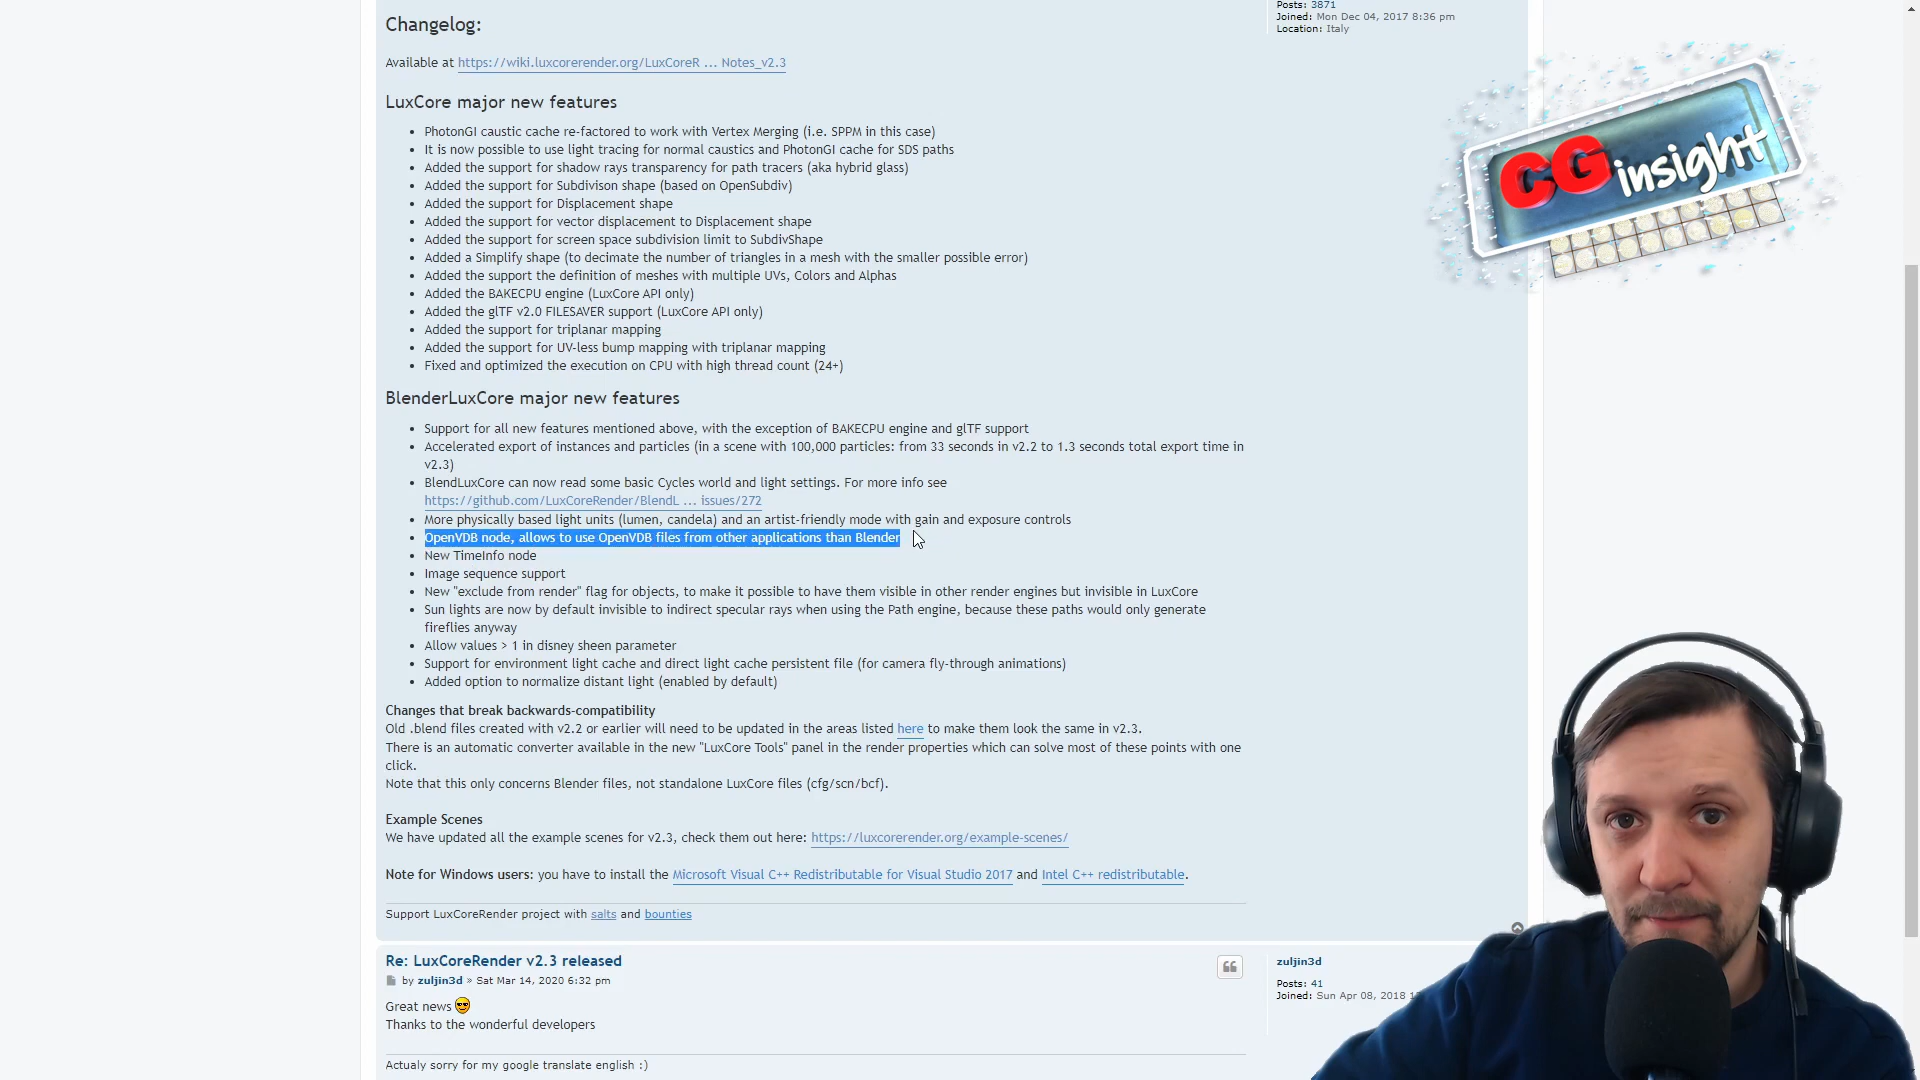 Posts: 3871
Joined: Mon Dec 04, 2017 8:36 pm
Location: Italy
Changelog:
Available at https://wiki.luxcorerender.org/LuxCoreR ... Notes_v2.3
LuxCore major new features
• PhotonGI caustic cache re-factored to work with Vertex Merging (i.e. SPPM in this case)
• It is now possible to use light tracing for normal caustics and PhotonGI cache for SDS paths
• Added the support for shadow rays transparency for path tracers (aka hybrid glass)
• Added the support for Subdivison shape (based on OpenSubdiv)
• Added the support for Displacement shape
• Added the support for vector displacement to Displacement shape
• Added the support for screen space subdivision limit to SubdivShape
• Added a Simplify shape (to decimate the number of triangles in a mesh with the smaller possible error)
• Added the support the definition of meshes with multiple UVs, Colors and Alphas
• Added the BAKECPU engine (LuxCore API only)
• Added the glTF v2.0 FILESAVER support (LuxCore API only)
• Added the support for triplanar mapping
• Added the support for UV-less bump mapping with triplanar mapping
• Fixed and optimized the execution on CPU with high thread count (24+)
BlenderLuxCore major new features
• Support for all new features mentioned above, with the exception of BAKECPU engine and glTF support
• Accelerated export of instances and particles (in a scene with 100,000 particles: from 33 seconds in v2.2 to 1.3 seconds total export time in
v2.3)
• BlendLuxCore can now read some basic Cycles world and light settings. For more info see
https://github.com/LuxCoreRender/BlendL ... issues/272
• More physically based light units (lumen, candela) and an artist-friendly mode with gain and exposure controls
• OpenVDB node, allows to use OpenVDB files from other applications than Blender
• New TimeInfo node
• Image sequence support
• New "exclude from render" flag for objects, to make it possible to have them visible in other render engines but invisible in LuxCore
• Sun lights are now by default invisible to indirect specular rays when using the Path engine, because these paths would only generate
fireflies anyway
• Allow values > 1 in disney sheen parameter
• Support for environment light cache and direct light cache persistent file (for camera fly-through animations)
• Added option to normalize distant light (enabled by default)
Changes that break backwards-compatibility
Old .blend files created with v2.2 or earlier will need to be updated in the areas listed here to make them look the same in v2.3.
There is an automatic converter available in the new "LuxCore Tools" panel in the render properties which can solve most of these points with one
click.
Note that this only concerns Blender files, not standalone LuxCore files (cfg/scn/bcf).
Example Scenes
We have updated all the example scenes for v2.3, check them out here: https://luxcorerender.org/example-scenes/
Note for Windows users: you have to install the Microsoft Visual C++ Redistributable for Visual Studio 2017 and Intel C++ redistributable.
Support LuxCoreRender project with salts and bounties
Re: LuxCoreRender v2.3 released
by zuljin3d » Sat Mar 14, 2020 6:32 pm
Great news
Thanks to the wonderful developers
Actualy sorry for my google translate english :)
zuljin3d
Posts: 41
Joined: Sun Apr 08, 2018
CG insight